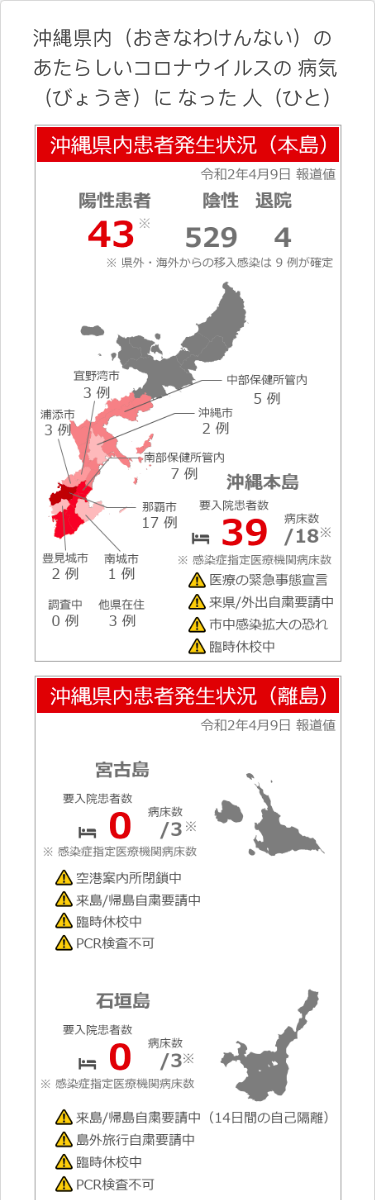 沖縄県内（おきなわけんない）の
あたらしいコロナウイルスの 病気
（びょうき）に なった 人（ひと）
沖縄県内患者発生状況（本島）
令和2年4月9日 報道値
陽性患者 陰性 退院
43※ 529 4
※ 県外・海外からの移入感染は 9 例が確定
宜野湾市
3 例
中部保健所管内
5 例
浦添市
3 例
沖縄市
2 例
南部保健所管内
7 例
沖縄本島
要入院患者数
39
病床数
/18※
※ 感染症指定医療機関病床数
那覇市
17 例
豊見城市
2 例
南城市
1 例
調査中
0 例
他県在住
3 例
医療の緊急事態宣言
来県/外出自粛要請中
市中感染拡大の恐れ
臨時休校中
沖縄県内患者発生状況（離島）
令和2年4月9日 報道値
宮古島
要入院患者数
0
病床数
/3※
※ 感染症指定医療機関病床数
空港案内所閉鎖中
来島/帰島自粛要請中
臨時休校中
PCR検査不可
石垣島
要入院患者数
0
病床数
/3※
※ 感染症指定医療機関病床数
来島/帰島自粛要請中（14日間の自己隔離）
島外旅行自粛要請中
臨時休校中
PCR検査不可